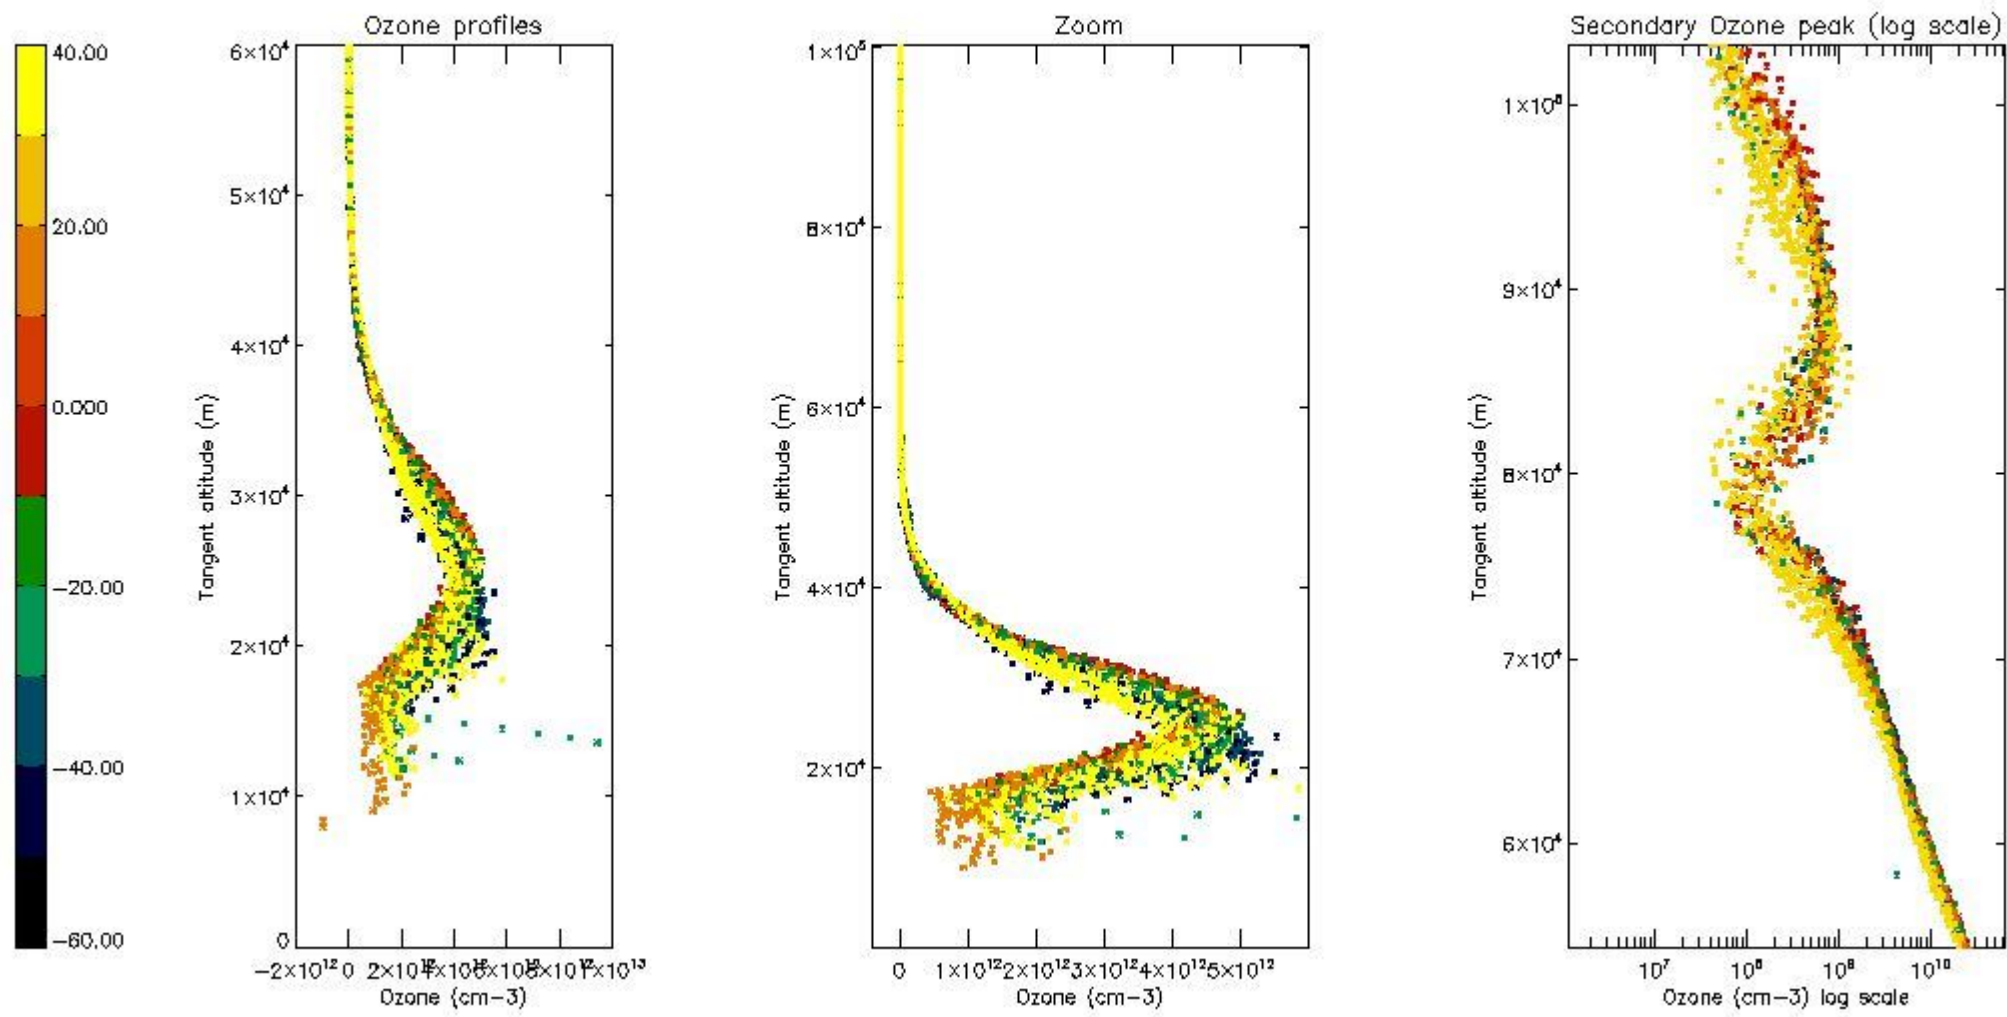 Ozone profiles
Zoom
Secondary Ozone peak (log scale)
40.00
20.00
0.000
-20.00
-40.00
-60.00
6×10⁴
5×10⁴
4×10⁴
3×10⁴
2×10⁴
1×10⁴
0
Tangent altitude (m)
-2×10¹² 0
Ozone (cm-3)
1×10⁵
8×10⁴
6×10⁴
4×10⁴
2×10⁴
Tangent altitude (m)
0 1×10¹² 2×10¹² 3×10¹² 4×10¹² 5×10¹²
Ozone (cm-3)
9×10⁴
8×10⁴
7×10⁴
6×10⁴
Tangent altitude (m)
10⁷ 10¹⁰
Ozone (cm-3) log scale